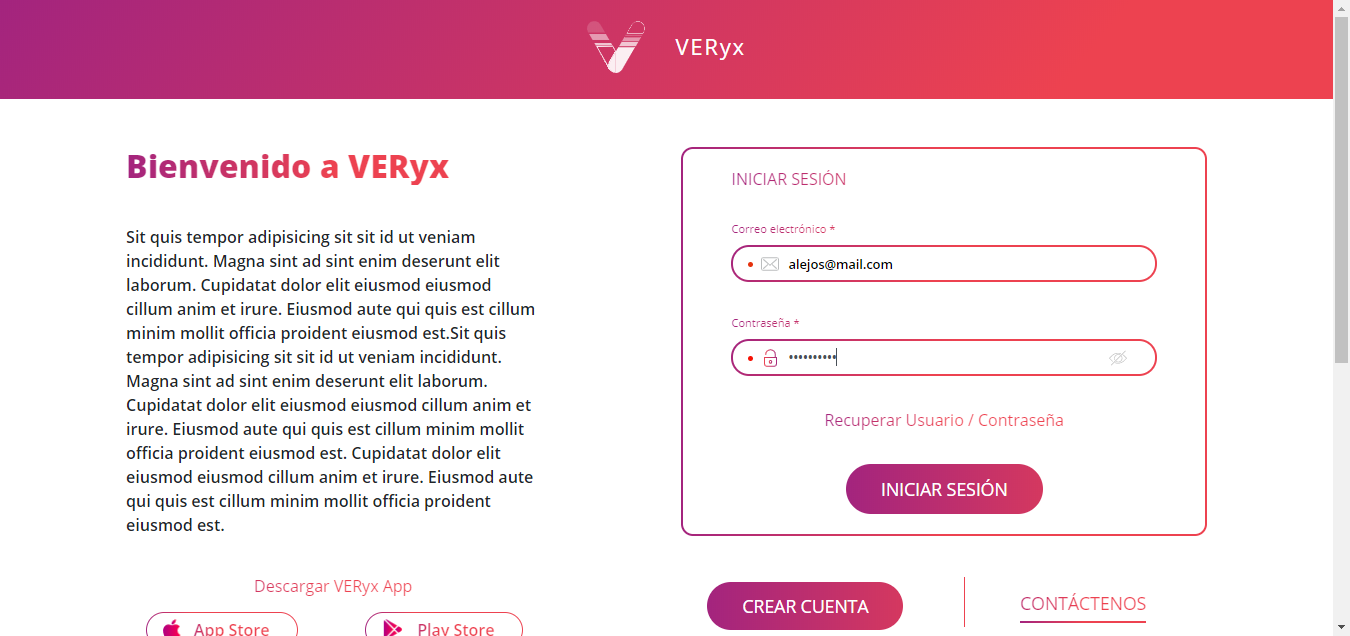 VERyx
Bienvenido a VERyx
Sit quis tempor adipisicing sit sit id ut veniam
incididunt. Magna sint ad sint enim deserunt elit
laborum. Cupidatat dolor elit eiusmod eiusmod
cillum anim et irure. Eiusmod aute qui quis est cillum
minim mollit officia proident eiusmod est.Sit quis
tempor adipisicing sit sit id ut veniam incididunt.
Magna sint ad sint enim deserunt elit laborum.
Cupidatat dolor elit eiusmod eiusmod cillum anim et
irure. Eiusmod aute qui quis est cillum minim mollit
officia proident eiusmod est. Cupidatat dolor elit
eiusmod eiusmod cillum anim et irure. Eiusmod aute
qui quis est cillum minim mollit officia proident
eiusmod est.
Descargar VERyx App
App Store
Play Store
INICIAR SESIÓN
Correo electrónico *
alejos@mail.com
Contraseña *
••••••••••
Recuperar Usuario / Contraseña
INICIAR SESIÓN
CREAR CUENTA
CONTÁCTENOS